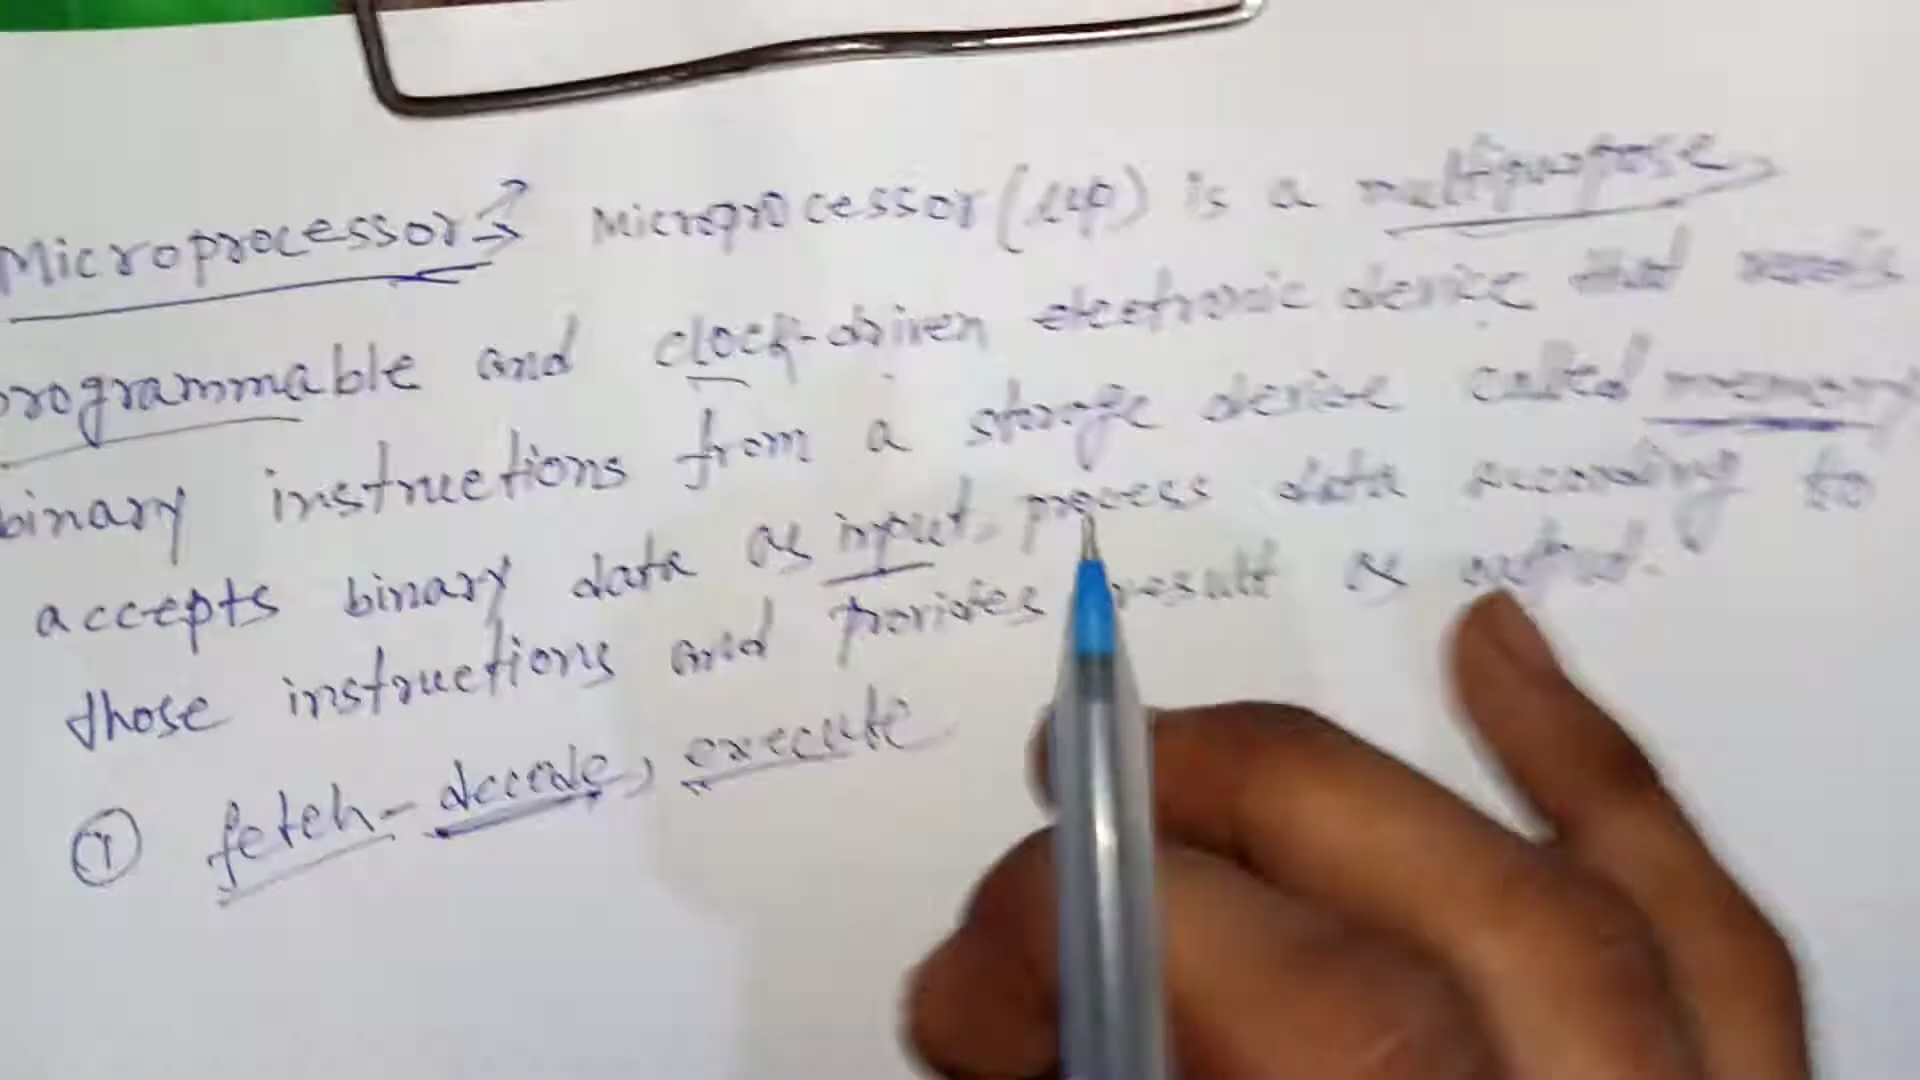 Microprocessor→ Microprocessor (μp) is a multipurpose,
programmable and clock-driven electronic device that reads
binary instructions from a storage device called memory
accepts binary data as input, process data according to
those instructions and provides result as output.
① fetch-decode, execute